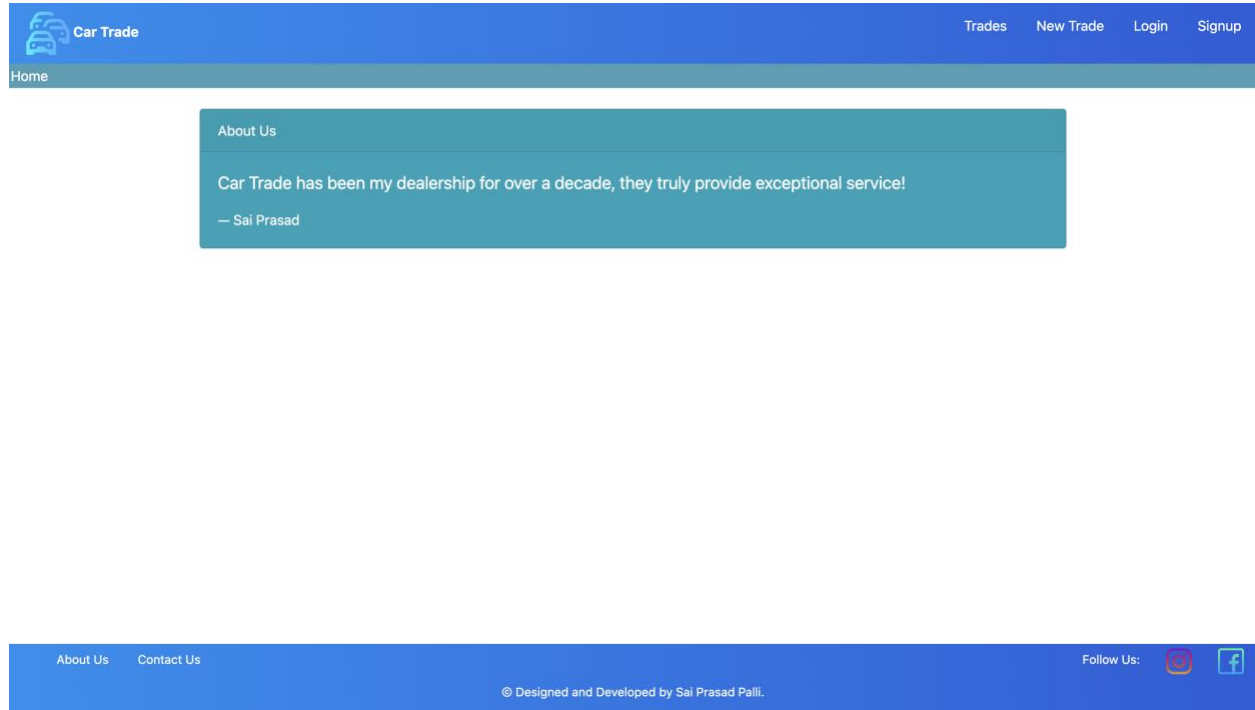 Car Trade
Trades New Trade Login Signup
Home
About Us
Car Trade has been my dealership for over a decade, they truly provide exceptional service!
— Sai Prasad
About Us Contact Us
Follow Us:
© Designed and Developed by Sai Prasad Palli.